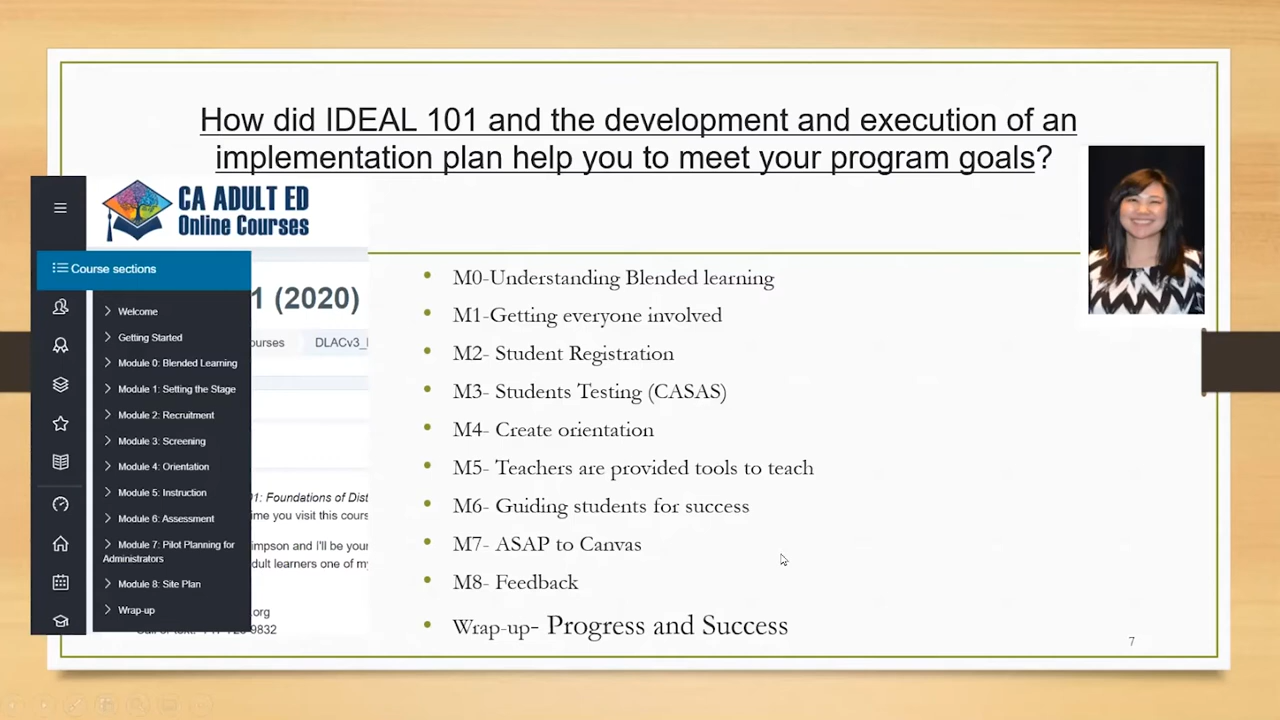 How did IDEAL 101 and the development and execution of an
implementation plan help you to meet your program goals?
CA ADULT ED
Online Courses
Course sections
1 (2020)
Welcome
Getting Started
ourses
DLACv3_
Module 0: Blended Learning
Module 1: Setting the Stage
Module 2: Recruitment
Module 3: Screening
Module 4: Orientation
Module 5: Instruction
Module 6: Assessment
Module 7: Pilot Planning for
Administrators
Module 8: Site Plan
Wrap-up
01: Foundations of Dist
ime you visit this cours
impson and I'll be your
dult learners one of my
.org
9832
• M0-Understanding Blended learning
• M1-Getting everyone involved
• M2- Student Registration
• M3- Students Testing (CASAS)
• M4- Create orientation
• M5- Teachers are provided tools to teach
• M6- Guiding students for success
• M7- ASAP to Canvas
• M8- Feedback
• Wrap-up- Progress and Success
7